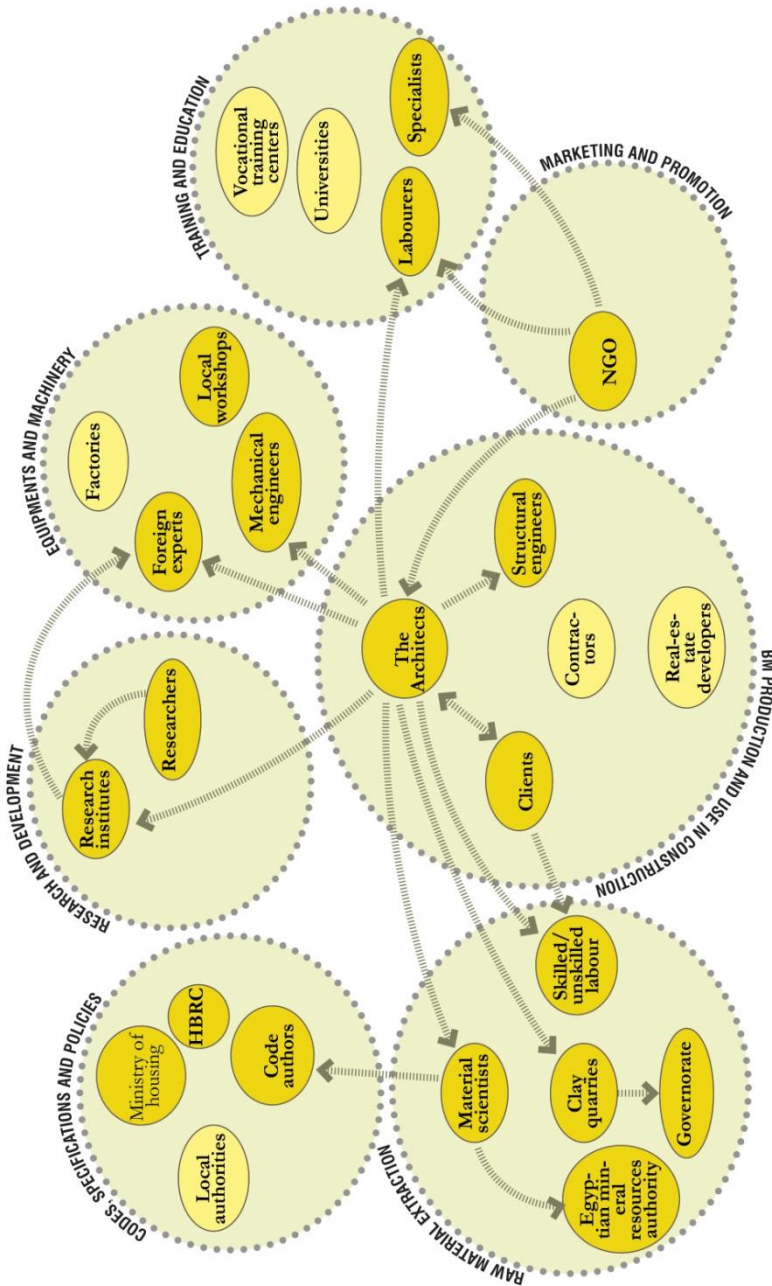 CODES, SPECIFICATIONS AND POLICIES
Ministry of
housing
HBRC
Local
authorities
Code
authors
RESEARCH AND DEVELOPMENT
Research
institutes
Researchers
EQUIPMENTS AND MACHINERY
Factories
Foreign
experts
Local
workshops
Mechanical
engineers
TRAINING AND EDUCATION
Vocational
training
centers
Universities
Labourers
Specialists
RAW MATERIAL EXTRACTION
Material
scientists
Skilled/
unskilled
labour
Clay
quarries
Egyp-
tian min-
eral
resources
authority
Governorate
BM PRODUCTION AND USE IN CONSTRUCTION
The
Architects
Clients
Structural
engineers
Contrac-
tors
Real-es-
tate
developers
MARKETING AND PROMOTION
NGO